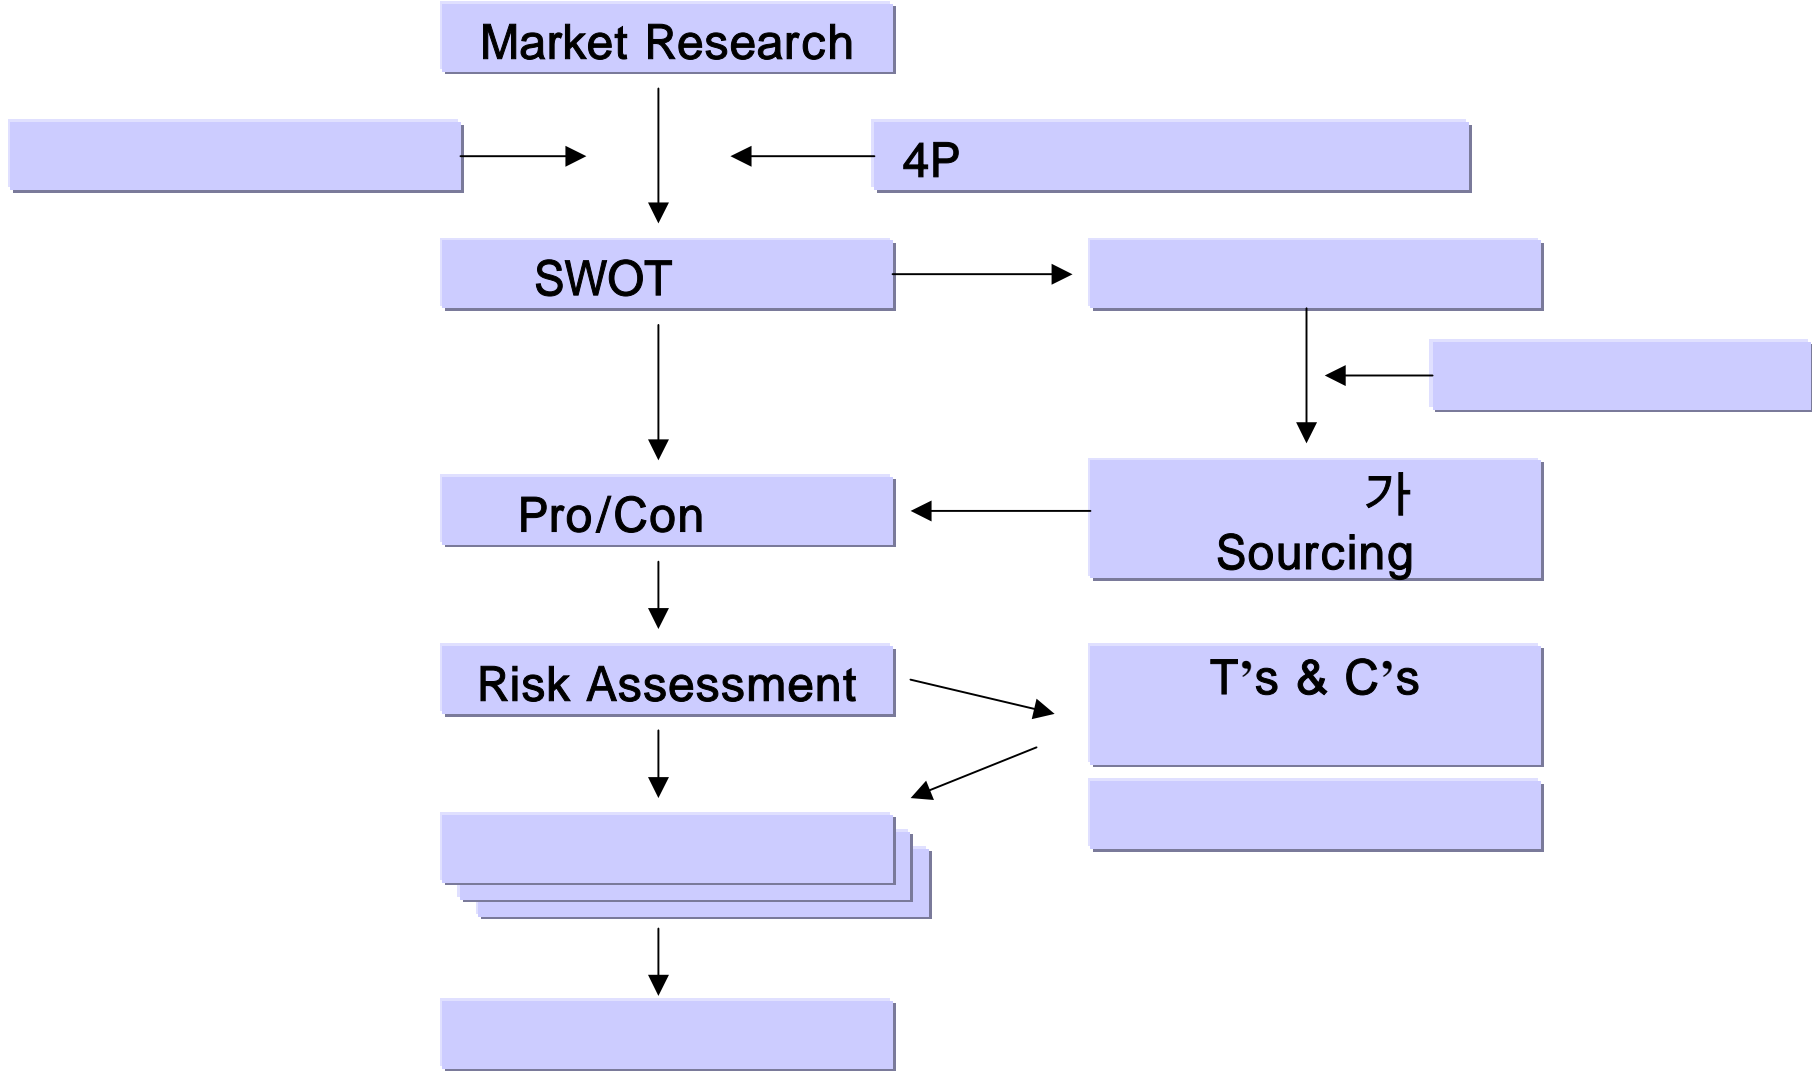 Market Research
4P
SWOT
Pro/Con
가
Sourcing
Risk Assessment
T’s & C’s